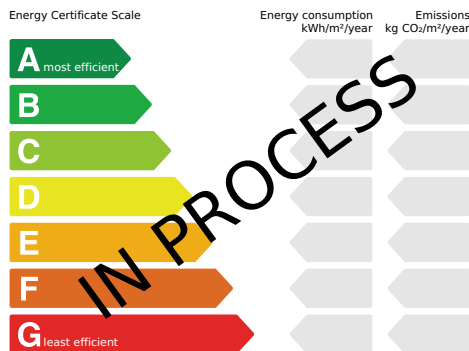 Energy Certificate Scale
Energy consumption
kWh/m²/year
Emissions
kg CO₂/m²/year
A most efficient
B
C
D
E
F
G least efficient
IN PROCESS